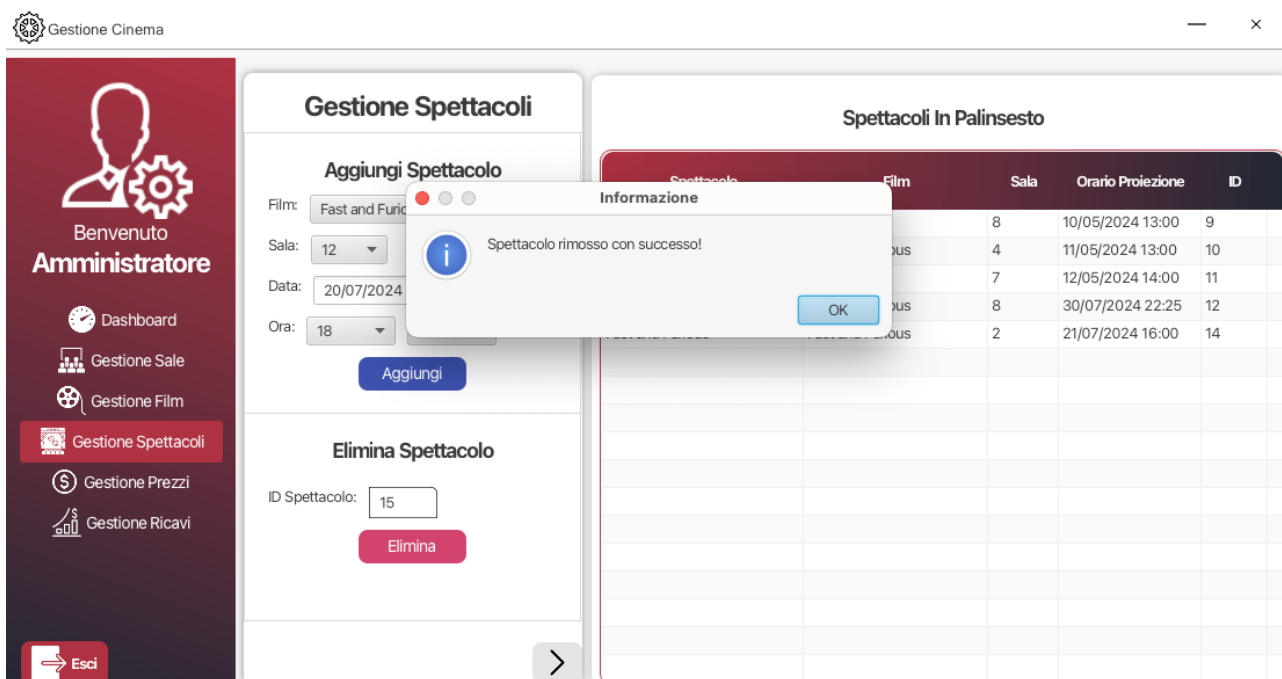 Gestione Cinema
Benvenuto
Amministratore
Dashboard
Gestione Sale
Gestione Film
Gestione Spettacoli
Gestione Prezzi
Gestione Ricavi
Esci
Gestione Spettacoli
Aggiungi Spettacolo
Film: Fast and
Sala: 12
Data: 20/07/2024
Ora: 18
Aggiungi
Elimina Spettacolo
ID Spettacolo: 15
Elimina
Informazione
Spettacolo rimosso con successo!
OK
Spettacoli In Palinsesto
Spettacolo Film Sala Orario Proiezione ID
8 10/05/2024 13:00 9
4 11/05/2024 13:00 10
7 12/05/2024 14:00 11
8 30/07/2024 22:25 12
2 21/07/2024 16:00 14